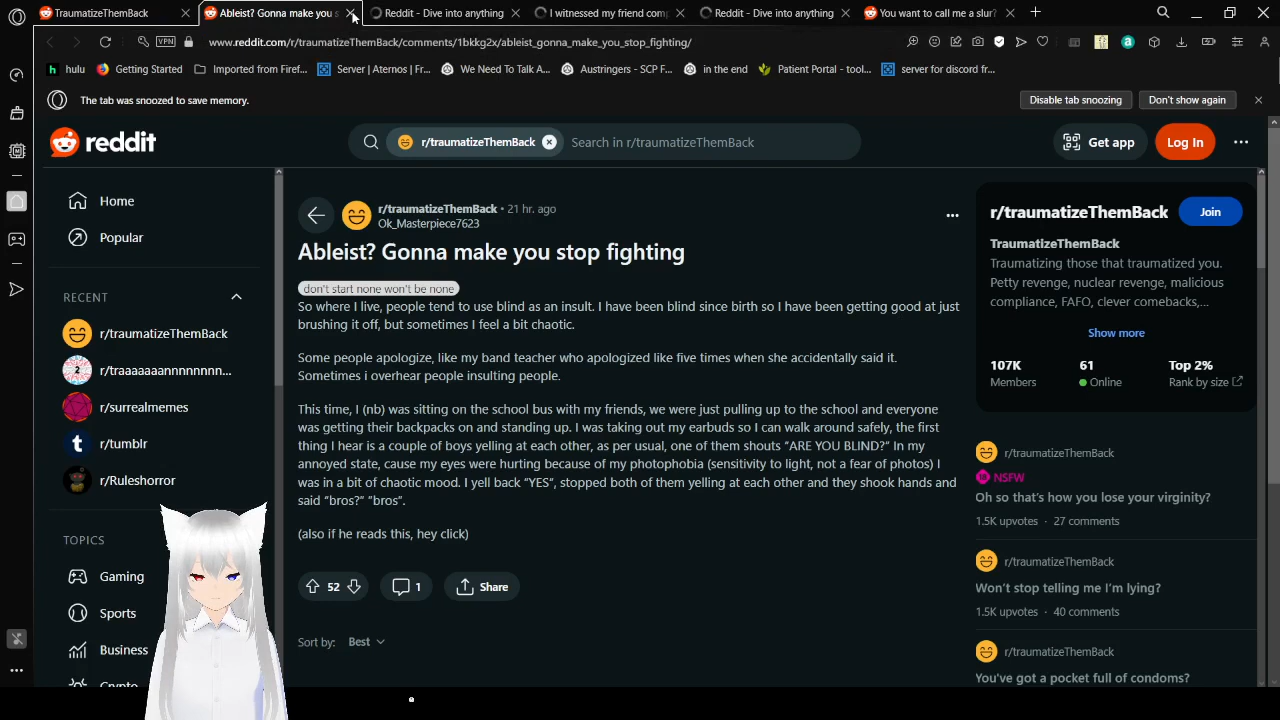 TraumatizeThemBack
Ableist? Gonna make you s
Reddit - Dive into anything
I witnessed my friend com
Reddit - Dive into anything
You want to call me a slur?
VPN
www.reddit.com/r/traumatizeThemBack/comments/1bkkg2x/ableist_gonna_make_you_stop_fighting/
hulu
Getting Started
Imported from Firef...
Server | Aternos | Fr...
We Need To Talk A...
Austringers - SCP F...
in the end
Patient Portal - tool...
server for discord fr...
The tab was snoozed to save memory.
Disable tab snoozing
Don't show again
reddit
r/traumatizeThemBack
Search in r/traumatizeThemBack
Get app
Log In
Home
Popular
RECENT
r/traumatizeThemBack
r/traaaaaaannnnnnnn...
r/surrealmemes
r/tumblr
r/Ruleshorror
TOPICS
Gaming
Sports
Business
Crypto
r/traumatizeThemBack • 21 hr. ago
Ok_Masterpiece7623
Ableist? Gonna make you stop fighting
don't start none won't be none
So where I live, people tend to use blind as an insult. I have been blind since birth so I have been getting good at just
brushing it off, but sometimes I feel a bit chaotic.
Some people apologize, like my band teacher who apologized like five times when she accidentally said it.
Sometimes i overhear people insulting people.
This time, I (nb) was sitting on the school bus with my friends, we were just pulling up to the school and everyone
was getting their backpacks on and standing up. I was taking out my earbuds so I can walk around safely, the first
thing I hear is a couple of boys yelling at each other, as per usual, one of them shouts “ARE YOU BLIND?” In my
annoyed state, cause my eyes were hurting because of my photophobia (sensitivity to light, not a fear of photos) I
was in a bit of chaotic mood. I yell back “YES”, stopped both of them yelling at each other and they shook hands and
said “bros?” “bros”.
(also if he reads this, hey click)
52
1
Share
Sort by:
Best
r/traumatizeThemBack
Join
TraumatizeThemBack
Traumatizing those that traumatized you.
Petty revenge, nuclear revenge, malicious
compliance, FAFO, clever comebacks,...
Show more
107K
61
Top 2%
Members
Online
Rank by size
r/traumatizeThemBack
NSFW
Oh so that's how you lose your virginity?
1.5K upvotes · 27 comments
r/traumatizeThemBack
Won't stop telling me I'm lying?
1.5K upvotes · 40 comments
r/traumatizeThemBack
You've got a pocket full of condoms?